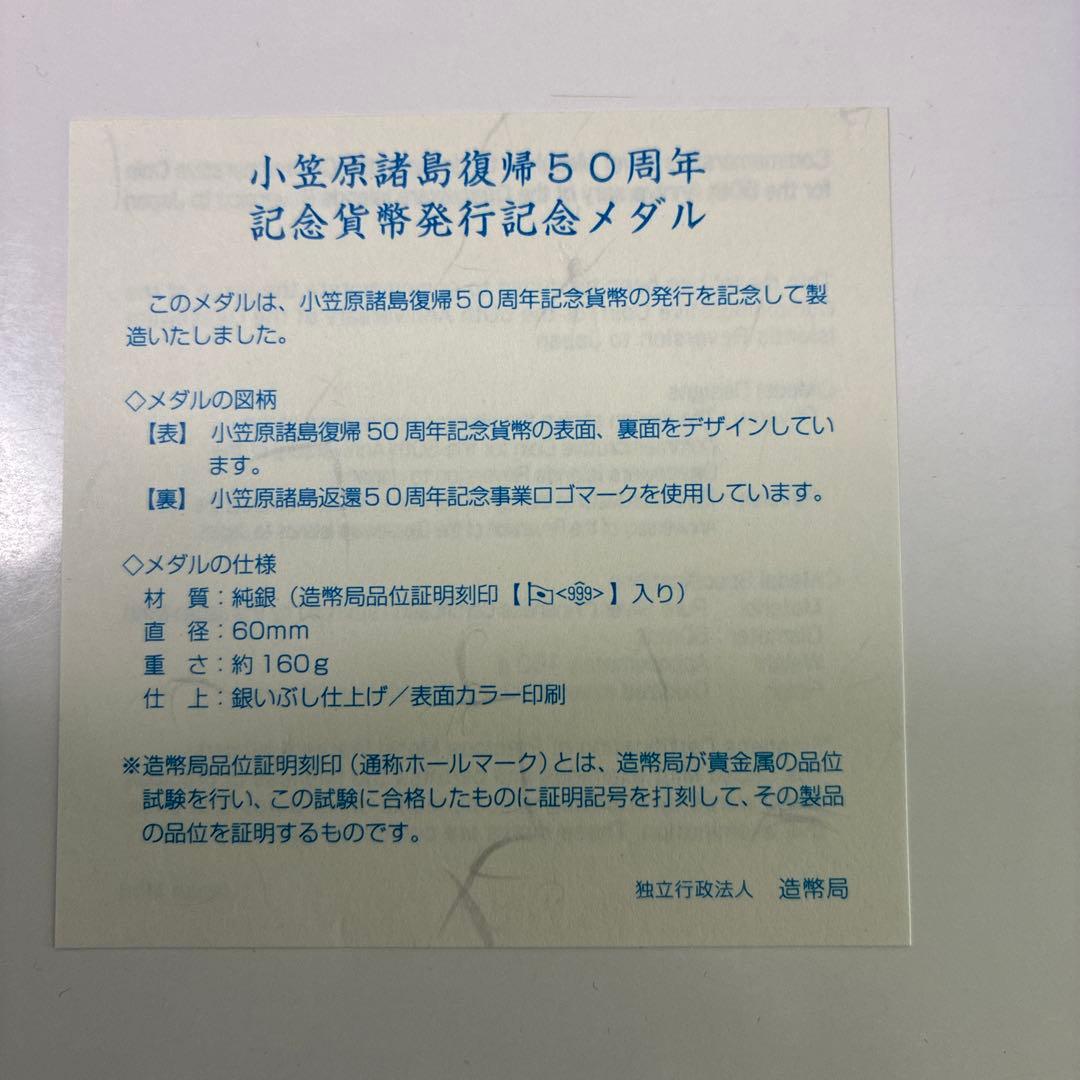 小笠原諸島復帰５０周年
記念貨幣発行記念メダル
このメダルは、小笠原諸島復帰５０周年記念貨幣の発行を記念して製
造いたしました。
◇メダルの図柄
【表】 小笠原諸島復帰 50 周年記念貨幣の表面、裏面をデザインしてい
ます。
【裏】 小笠原諸島返還５０周年記念事業ロゴマークを使用しています。
◇メダルの仕様
材　質：純銀（造幣局品位証明刻印【<999>】入り）
直　径：60mm
重　さ：約 160ｇ
仕　上：銀いぶし仕上げ／表面カラー印刷
※造幣局品位証明刻印（通称ホールマーク）とは、造幣局が貴金属の品位
試験を行い、この試験に合格したものに証明記号を打刻して、その製品
の品位を証明するものです。
独立行政法人　造幣局